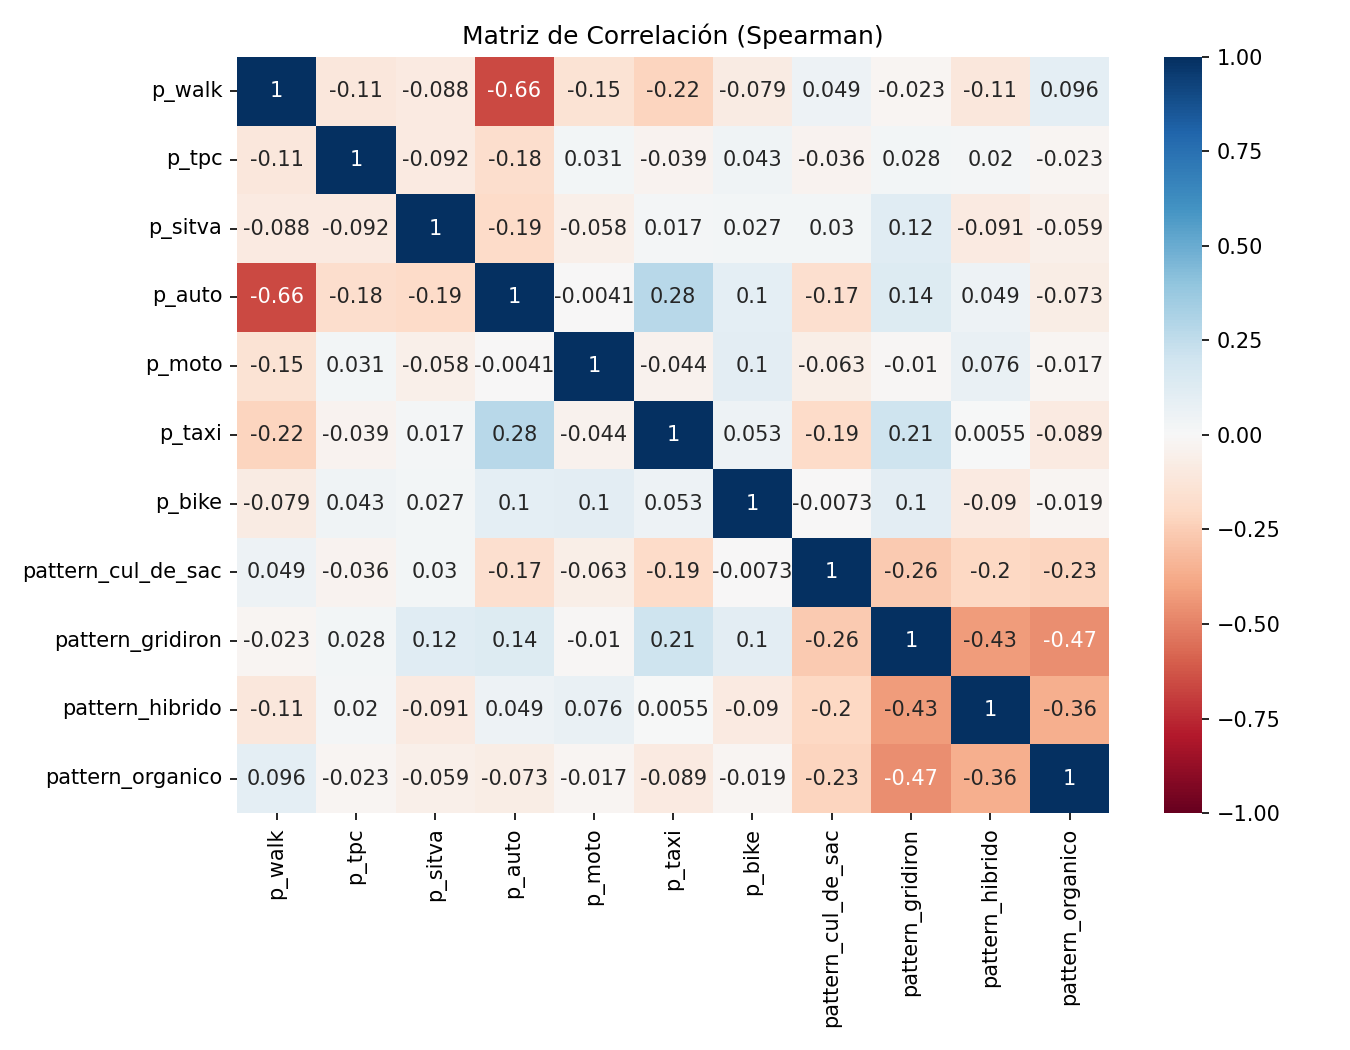 Matriz de Correlación (Spearman)
p_walk 1 -0.11 -0.088 -0.66 -0.15 -0.22 -0.079 0.049 -0.023 -0.11 0.096
p_tpc -0.11 1 -0.092 -0.18 0.031 -0.039 0.043 -0.036 0.028 0.02 -0.023
p_sitva -0.088 -0.092 1 -0.19 -0.058 0.017 0.027 0.03 0.12 -0.091 -0.059
p_auto -0.66 -0.18 -0.19 1 -0.0041 0.28 0.1 -0.17 0.14 0.049 -0.073
p_moto -0.15 0.031 -0.058 -0.0041 1 -0.044 0.1 -0.063 -0.01 0.076 -0.017
p_taxi -0.22 -0.039 0.017 0.28 -0.044 1 0.053 -0.19 0.21 0.0055 -0.089
p_bike -0.079 0.043 0.027 0.1 0.1 0.053 1 -0.0073 0.1 -0.09 -0.019
pattern_cul_de_sac 0.049 -0.036 0.03 -0.17 -0.063 -0.19 -0.0073 1 -0.26 -0.2 -0.23
pattern_gridiron -0.023 0.028 0.12 0.14 -0.01 0.21 0.1 -0.26 1 -0.43 -0.47
pattern_hibrido -0.11 0.02 -0.091 0.049 0.076 0.0055 -0.09 -0.2 -0.43 1 -0.36
pattern_organico 0.096 -0.023 -0.059 -0.073 -0.017 -0.089 -0.019 -0.23 -0.47 -0.36 1
p_walk
p_tpc
p_sitva
p_auto
p_moto
p_taxi
p_bike
pattern_cul_de_sac
pattern_gridiron
pattern_hibrido
pattern_organico
1.00
0.75
0.50
0.25
0.00
−0.25
−0.50
−0.75
−1.00